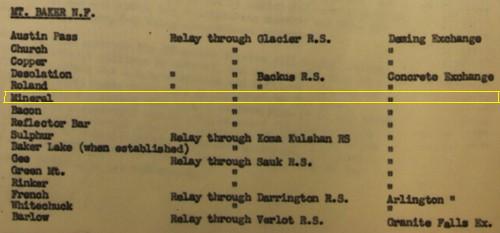 MT. BAKER N.F.
Austin Pass Relay through Glacier R.S. Deming Exchange
Church " "
Copper " "
Desolation " " Backus R.S. Concrete Exchange
Roland " " " "
Mineral " "
Bacon " "
Reflector Bar " "
Sulphur Relay through Koma Kulshan RS "
Baker Lake (when established) " "
Gee Relay through Sauk R.S. "
Green Mt. " "
Rinker " "
French Relay through Darrington R.S. Arlington "
Whitechuck " "
Barlow Relay through Verlot R.S. Granite Falls Ex.